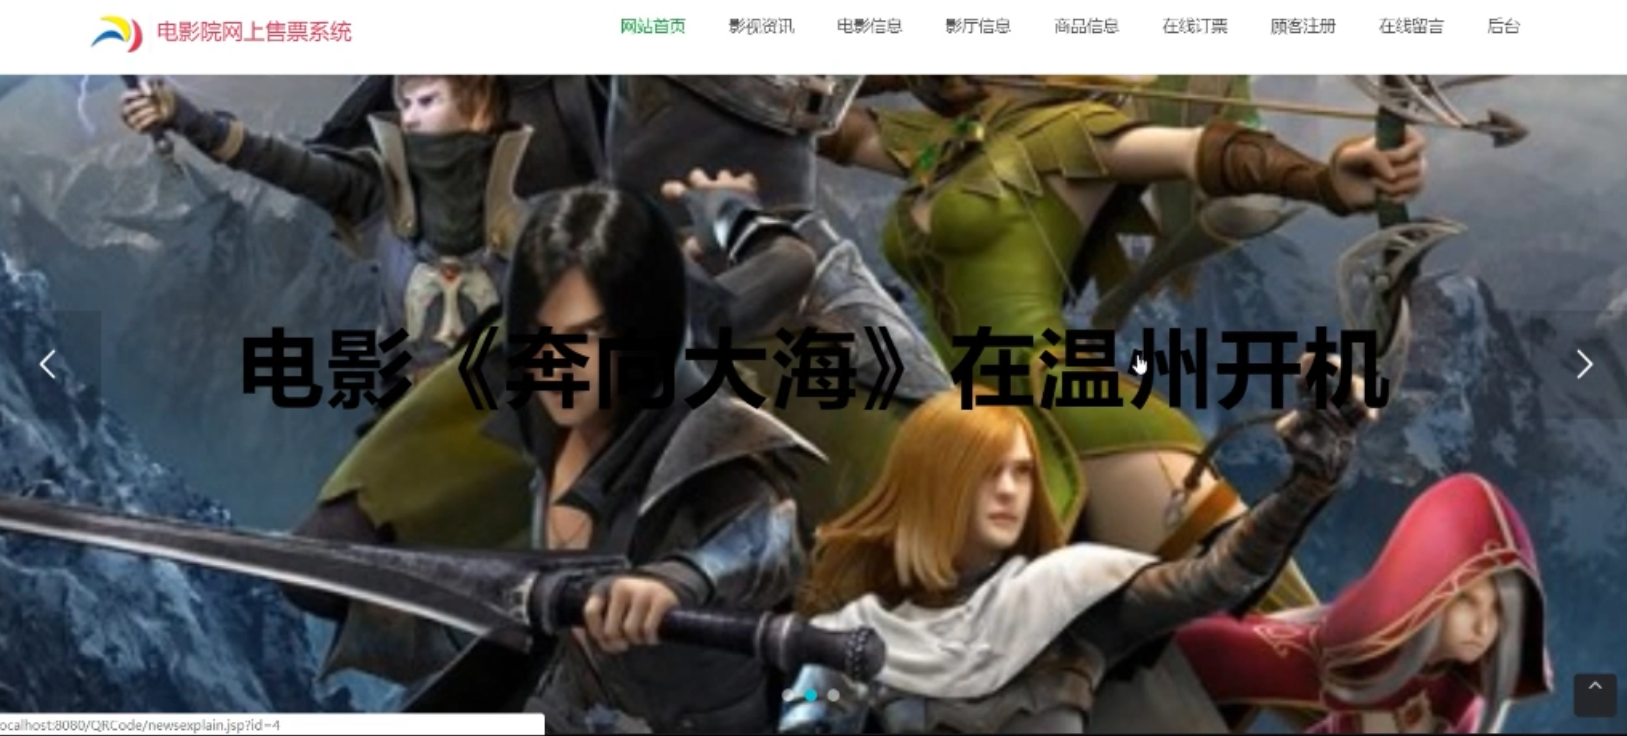 电影院网上售票系统
网站首页 影视资讯 电影信息 影厅信息 商品信息 在线订票 顾客注册 在线留言 后台
电影《奔向大海》在温州开机
ocalhost:8080/QRCode/newsexplain.jsp?id=4